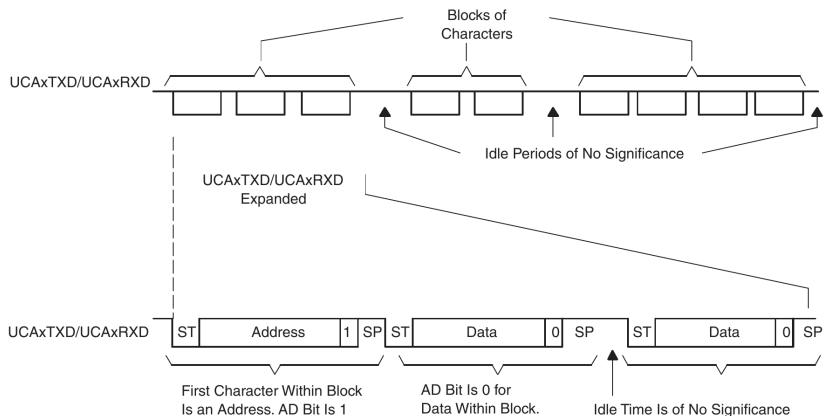 Blocks of
Characters
UCAxTXD/UCAxRXD
Idle Periods of No Significance
UCAxTXD/UCAxRXD
Expanded
UCAxTXD/UCAxRXD
ST Address 1 SP ST Data 0 SP ST Data 0 SP
First Character Within Block
Is an Address. AD Bit Is 1
AD Bit Is 0 for
Data Within Block.
Idle Time Is of No Significance